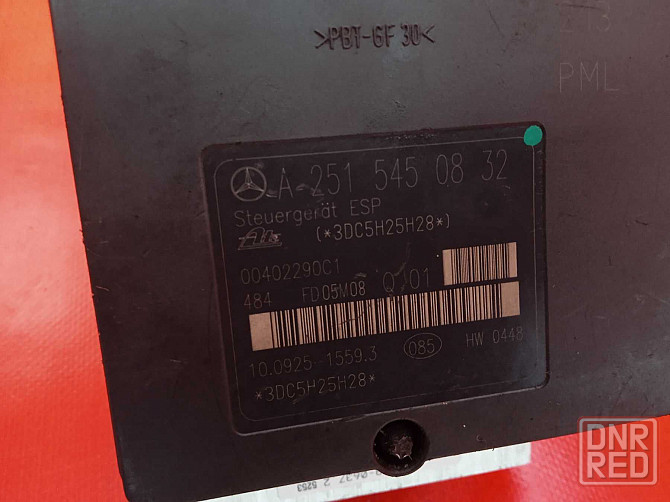 >PBT-GF 30<
PML
A 251 545 08 32
Steuergerät ESP
Ate (*3DC5H25H28*)
00402290C1
484 FD05M08 Q 01
10.0925-1559.3 085 HW 0448
*3DC5H25H28*
DNR
RED